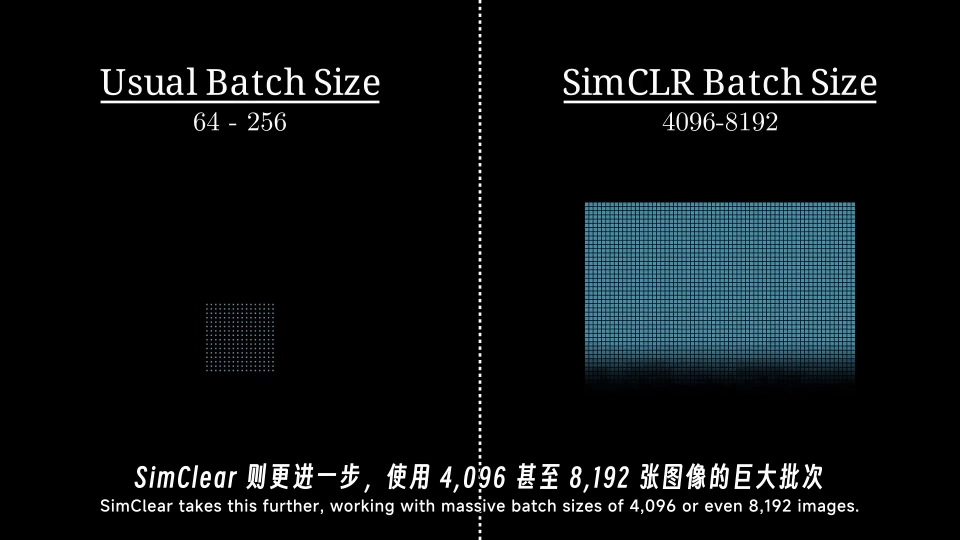 Usual Batch Size
64 - 256
SimCLR Batch Size
4096-8192
SimClear 则更进一步，使用 4,096 甚至 8,192 张图像的巨大批次
SimClear takes this further, working with massive batch sizes of 4,096 or even 8,192 images.